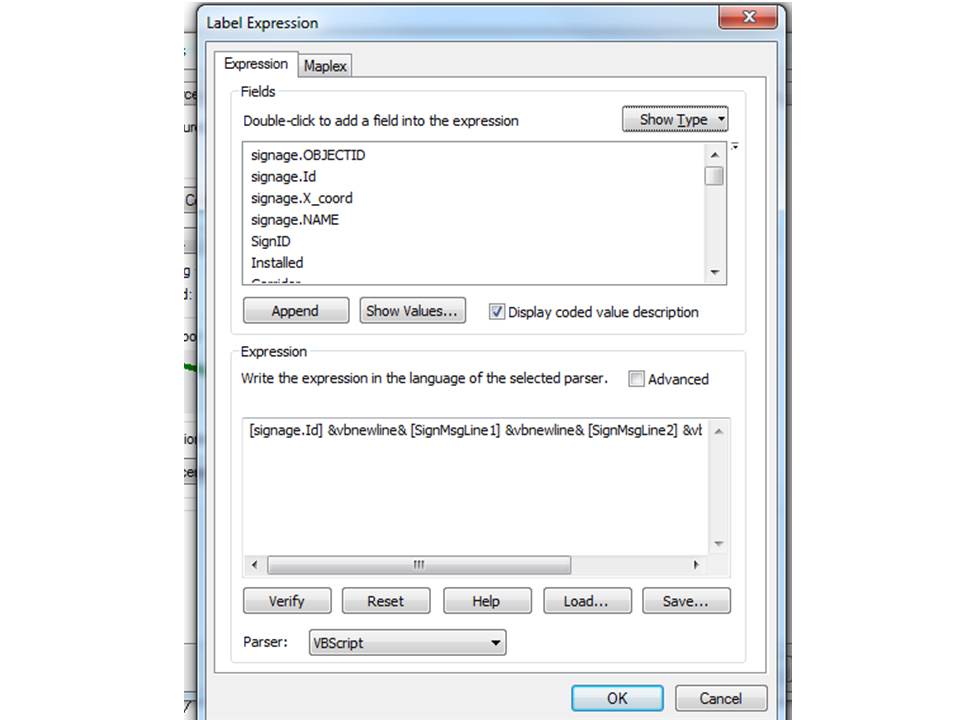 Label Expression
Expression Maplex
Fields
Double-click to add a field into the expression
Show Type
signage.OBJECTID
signage.Id
signage.X_coord
signage.NAME
SignID
Installed
Append Show Values... Display coded value description
Expression
Write the expression in the language of the selected parser. Advanced
[signage.Id] &vbnewline& [SignMsgLine1] &vbnewline& [SignMsgLine2]
Verify Reset Help Load... Save...
Parser: VBScript
OK Cancel